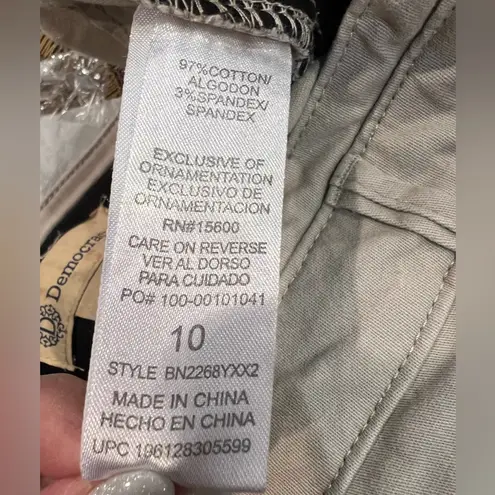 97%COTTON/
ALGODON
3%SPANDEX/
SPANDEX
EXCLUSIVE OF
ORNAMENTATION
EXCLUSIVO DE
ORNAMENTACION
RN#15600
CARE ON REVERSE
VER AL DORSO
PARA CUIDADO
PO# 100-00101041
10
STYLE BN2268YXX2
MADE IN CHINA
HECHO EN CHINA
UPC 196128305599
D
Democrac